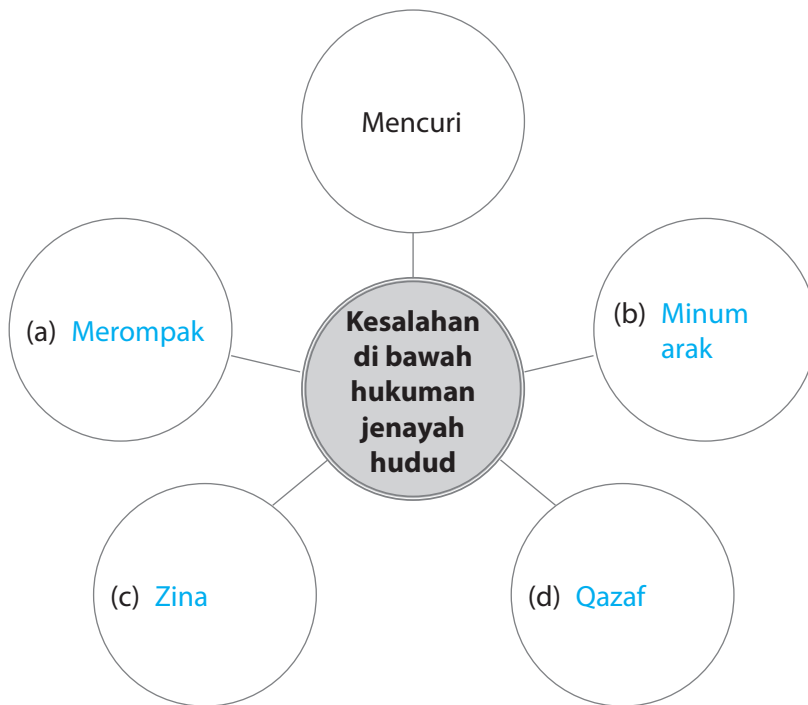 Mencuri
(a) Merompak
(b) Minum
arak
Kesalahan
di bawah
hukuman
jenayah
hudud
(c) Zina
(d) Qazaf